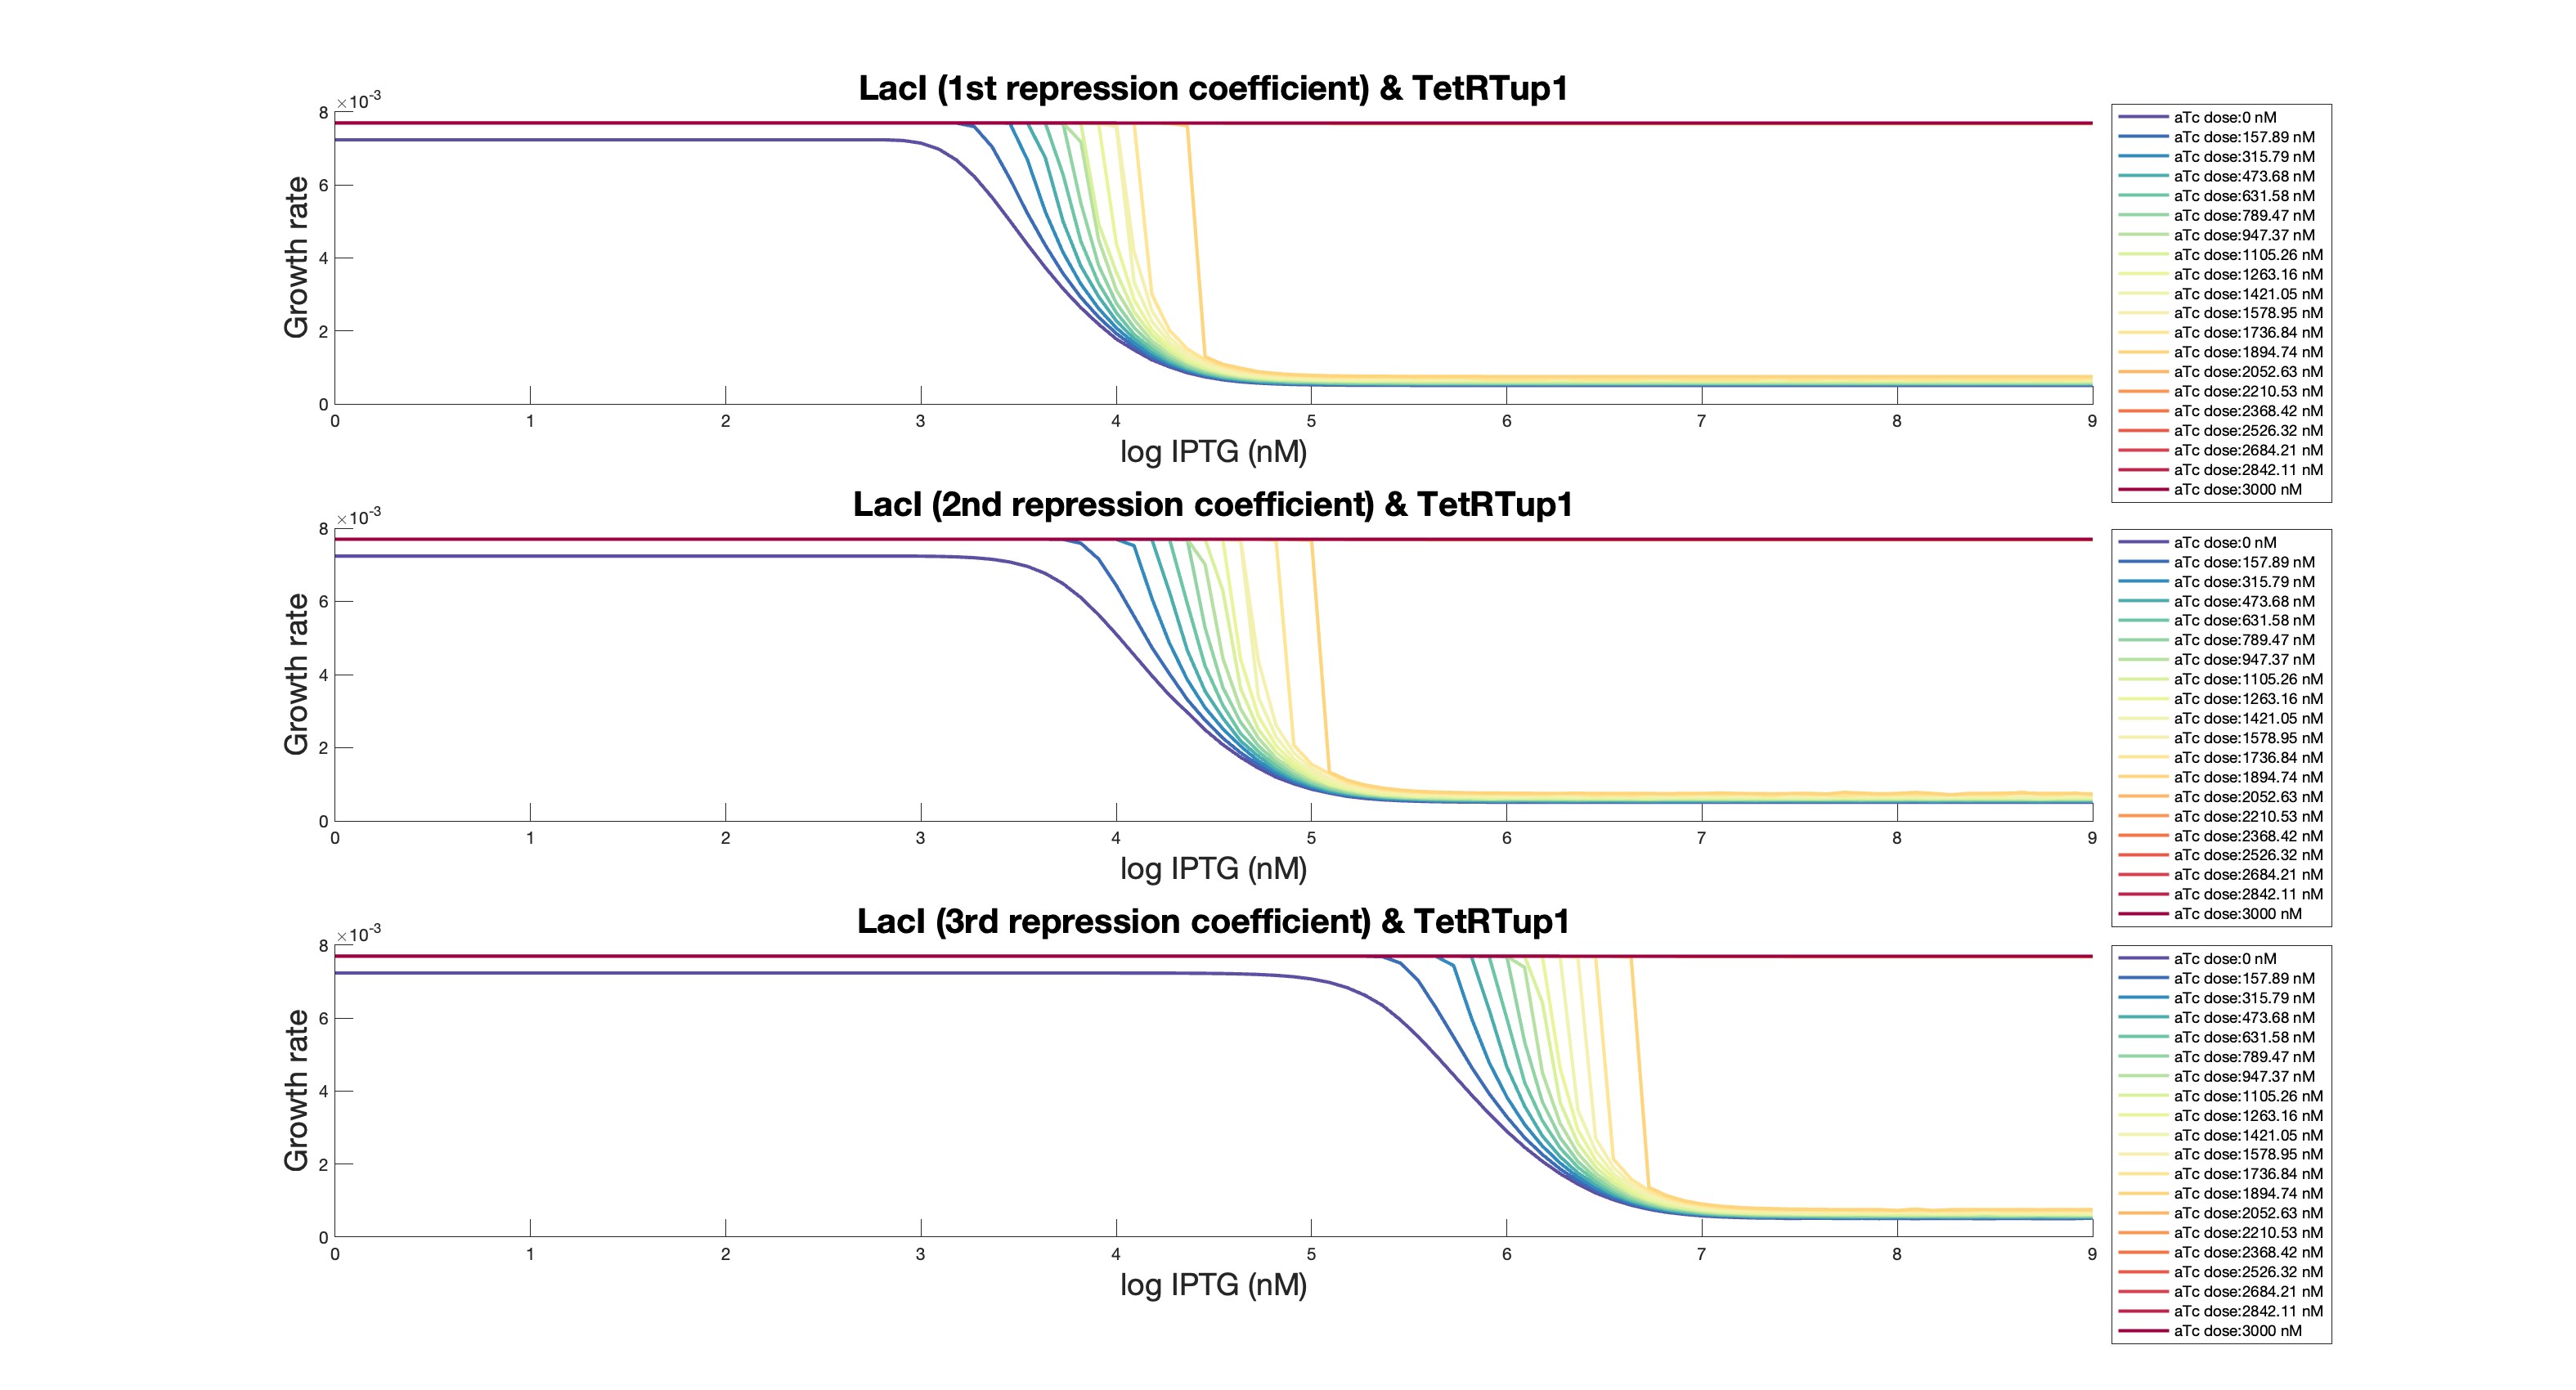 LacI (1st repression coefficient) & TetRTup1
×10-3
8
6
4
2
0
Growth rate
0 1 2 3 4 5 6 7 8 9
log IPTG (nM)
aTc dose:0 nM
aTc dose:157.89 nM
aTc dose:315.79 nM
aTc dose:473.68 nM
aTc dose:631.58 nM
aTc dose:789.47 nM
aTc dose:947.37 nM
aTc dose:1105.26 nM
aTc dose:1263.16 nM
aTc dose:1421.05 nM
aTc dose:1578.95 nM
aTc dose:1736.84 nM
aTc dose:1894.74 nM
aTc dose:2052.63 nM
aTc dose:2210.53 nM
aTc dose:2368.42 nM
aTc dose:2526.32 nM
aTc dose:2684.21 nM
aTc dose:2842.11 nM
aTc dose:3000 nM
LacI (2nd repression coefficient) & TetRTup1
×10-3
8
6
4
2
0
Growth rate
0 1 2 3 4 5 6 7 8 9
log IPTG (nM)
aTc dose:0 nM
aTc dose:157.89 nM
aTc dose:315.79 nM
aTc dose:473.68 nM
aTc dose:631.58 nM
aTc dose:789.47 nM
aTc dose:947.37 nM
aTc dose:1105.26 nM
aTc dose:1263.16 nM
aTc dose:1421.05 nM
aTc dose:1578.95 nM
aTc dose:1736.84 nM
aTc dose:1894.74 nM
aTc dose:2052.63 nM
aTc dose:2210.53 nM
aTc dose:2368.42 nM
aTc dose:2526.32 nM
aTc dose:2684.21 nM
aTc dose:2842.11 nM
aTc dose:3000 nM
LacI (3rd repression coefficient) & TetRTup1
×10-3
8
6
4
2
0
Growth rate
0 1 2 3 4 5 6 7 8 9
log IPTG (nM)
aTc dose:0 nM
aTc dose:157.89 nM
aTc dose:315.79 nM
aTc dose:473.68 nM
aTc dose:631.58 nM
aTc dose:789.47 nM
aTc dose:947.37 nM
aTc dose:1105.26 nM
aTc dose:1263.16 nM
aTc dose:1421.05 nM
aTc dose:1578.95 nM
aTc dose:1736.84 nM
aTc dose:1894.74 nM
aTc dose:2052.63 nM
aTc dose:2210.53 nM
aTc dose:2368.42 nM
aTc dose:2526.32 nM
aTc dose:2684.21 nM
aTc dose:2842.11 nM
aTc dose:3000 nM